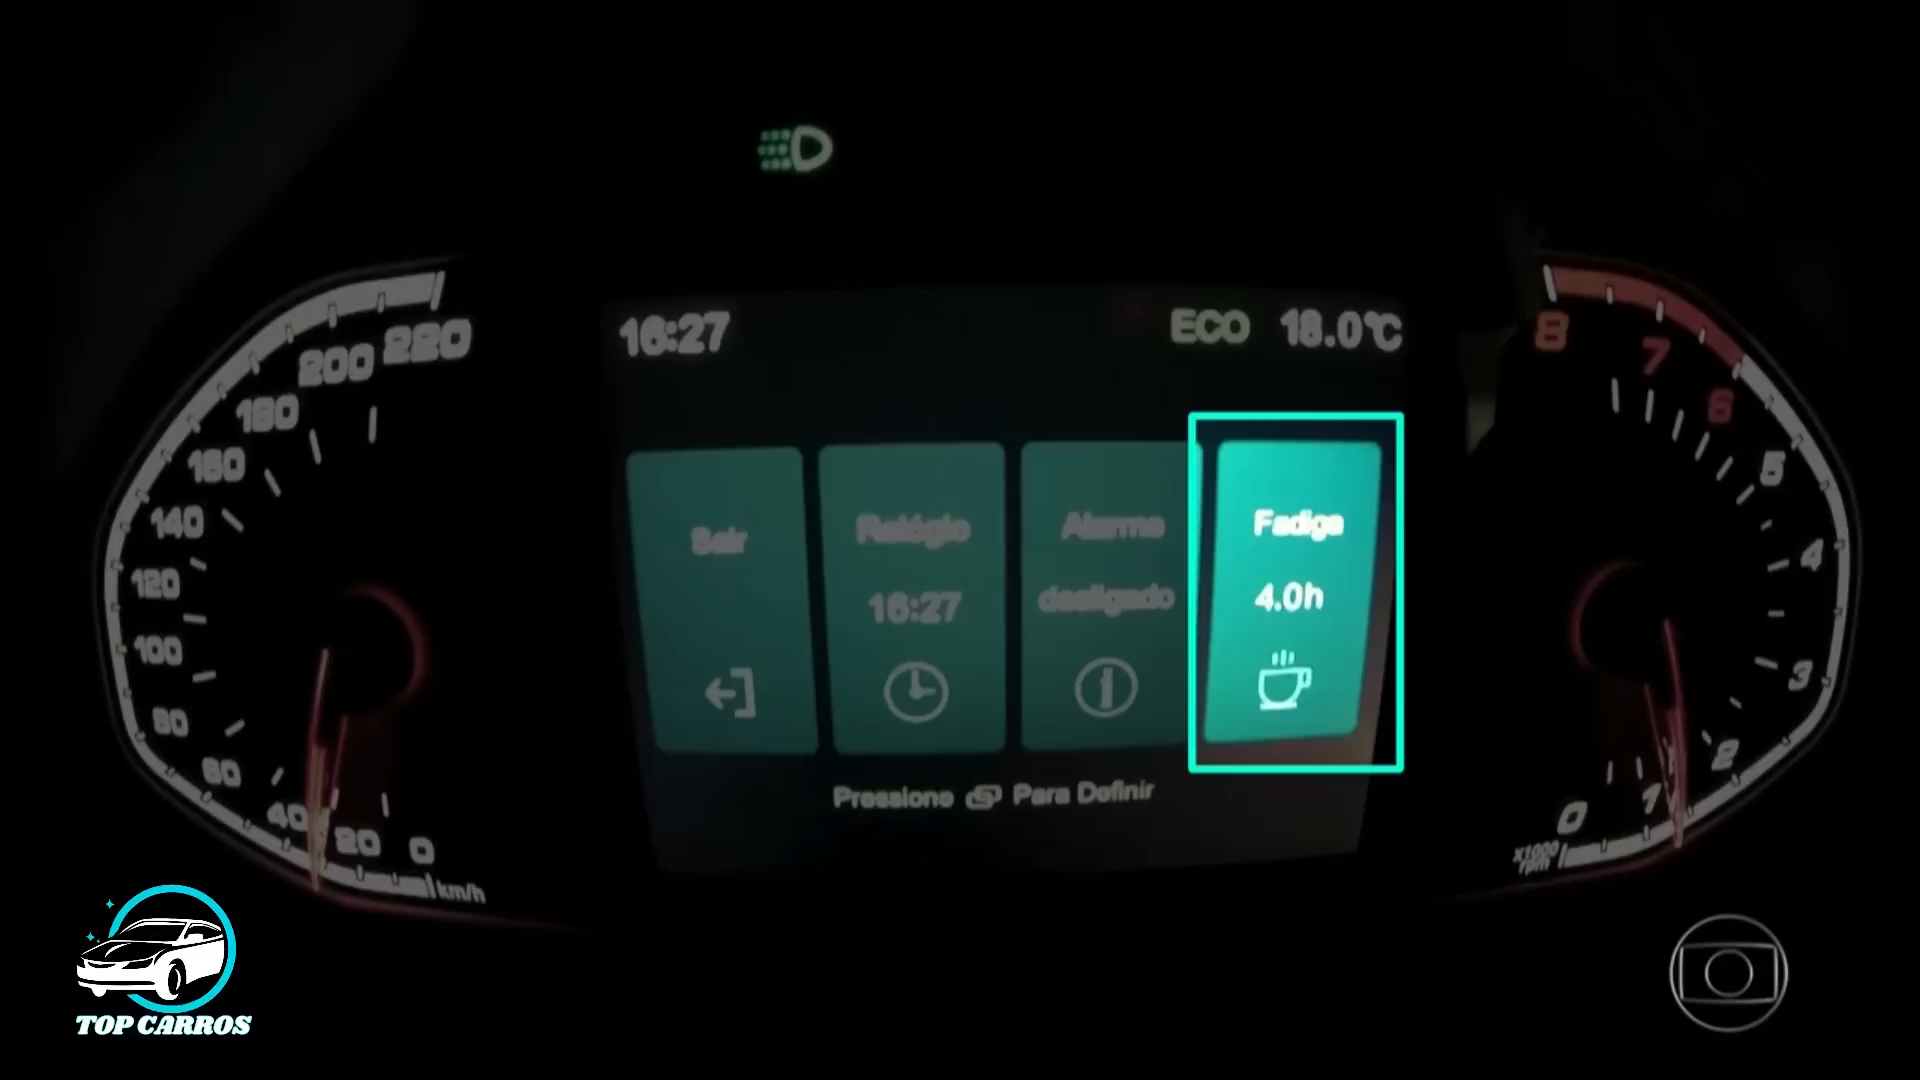 16:27
ECO 18.0℃
Sair
Relógio
16:27
Alarme
desligado
Fadiga
4.0h
Pressione Para Definir
220
200
180
160
140
120
100
80
60
40
20
0
km/h
8
7
6
5
4
3
2
1
0
x1000
rpm
TOP CARROS